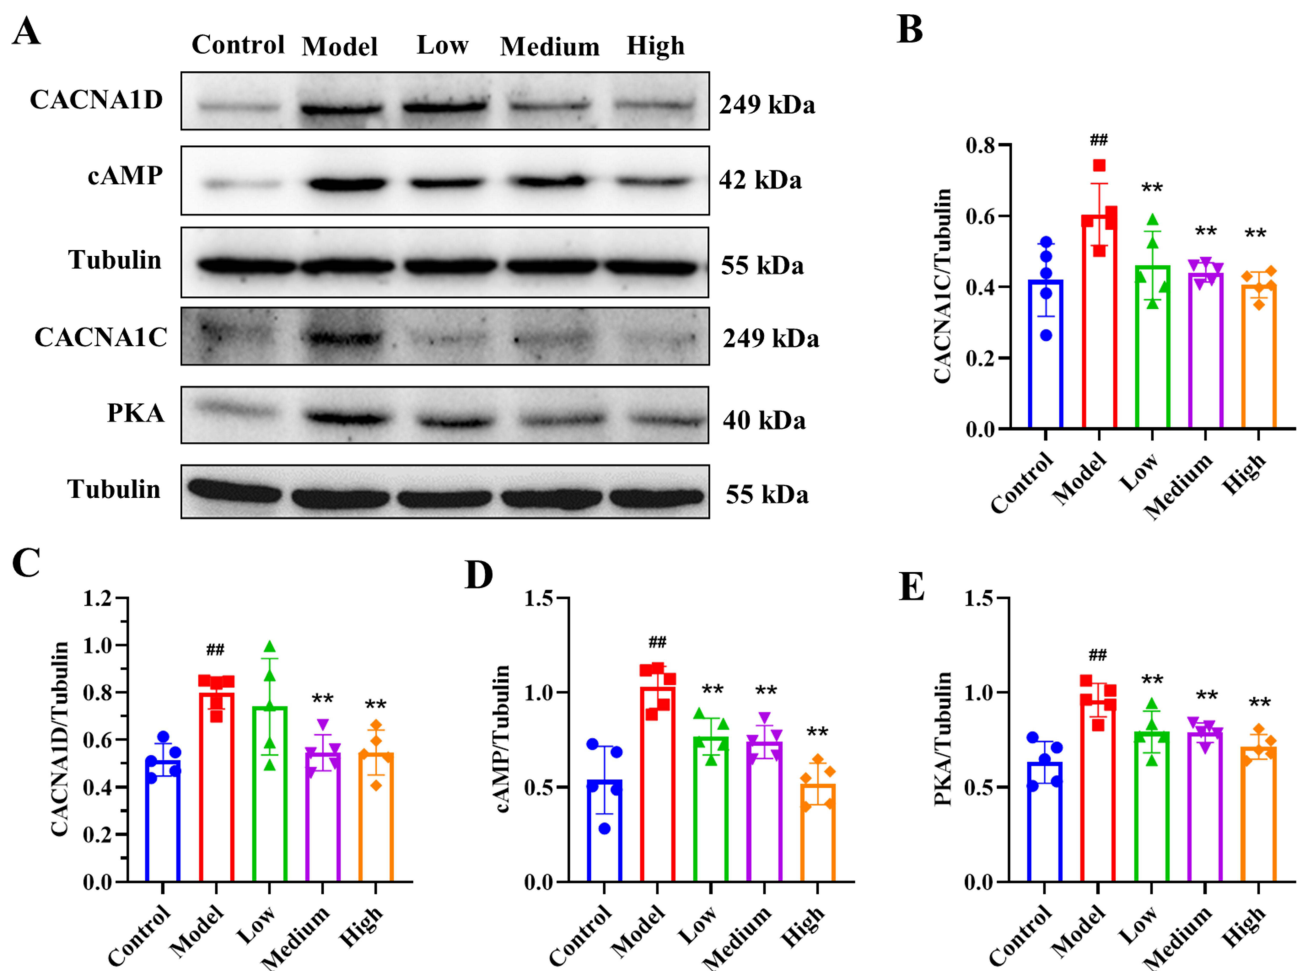 A
Control Model Low Medium High
CACNA1D 249 kDa
cAMP 42 kDa
Tubulin 55 kDa
CACNA1C 249 kDa
PKA 40 kDa
Tubulin 55 kDa
B
CACNA1C/Tubulin
0.8
0.6
0.4
0.2
0.0
##
**
**
**
Control
Model
Low
Medium
High
C
CACNA1D/Tubulin
1.2
1.0
0.8
0.6
0.4
0.2
0.0
##
**
**
Control
Model
Low
Medium
High
D
cAMP/Tubulin
1.5
1.0
0.5
0.0
##
**
**
**
Control
Model
Low
Medium
High
E
PKA/Tubulin
1.5
1.0
0.5
0.0
##
**
**
**
Control
Model
Low
Medium
High